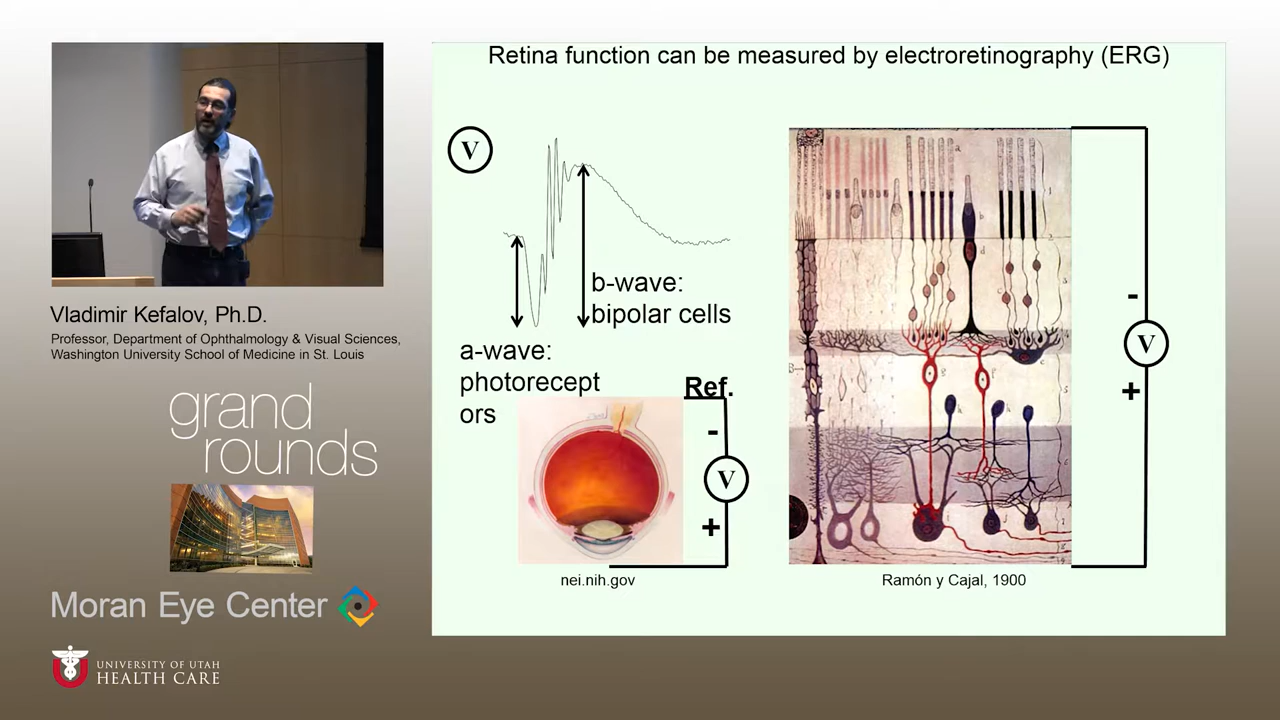 Retina function can be measured by electroretinography (ERG)
V
b-wave:
bipolar cells
a-wave:
photorecept
ors
Ref.
-
V
+
nei.nih.gov
-
V
+
Ramón y Cajal, 1900
Vladimir Kefalov, Ph.D.
Professor, Department of Ophthalmology & Visual Sciences,
Washington University School of Medicine in St. Louis
grand
rounds
Moran Eye Center
U
UNIVERSITY OF UTAH
HEALTH CARE